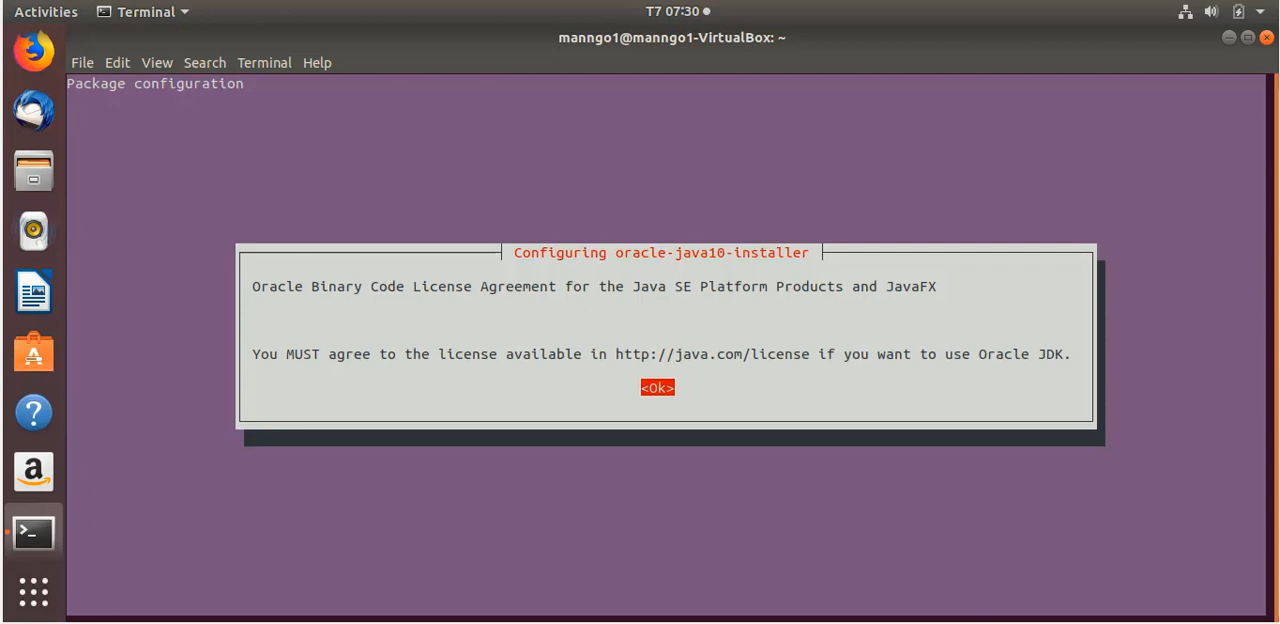 Activities Terminal T7 07:30
manngo1@manngo1-VirtualBox: ~
File Edit View Search Terminal Help
Package configuration
Configuring oracle-java10-installer
Oracle Binary Code License Agreement for the Java SE Platform Products and JavaFX
You MUST agree to the license available in http://java.com/license if you want to use Oracle JDK.
<Ok>